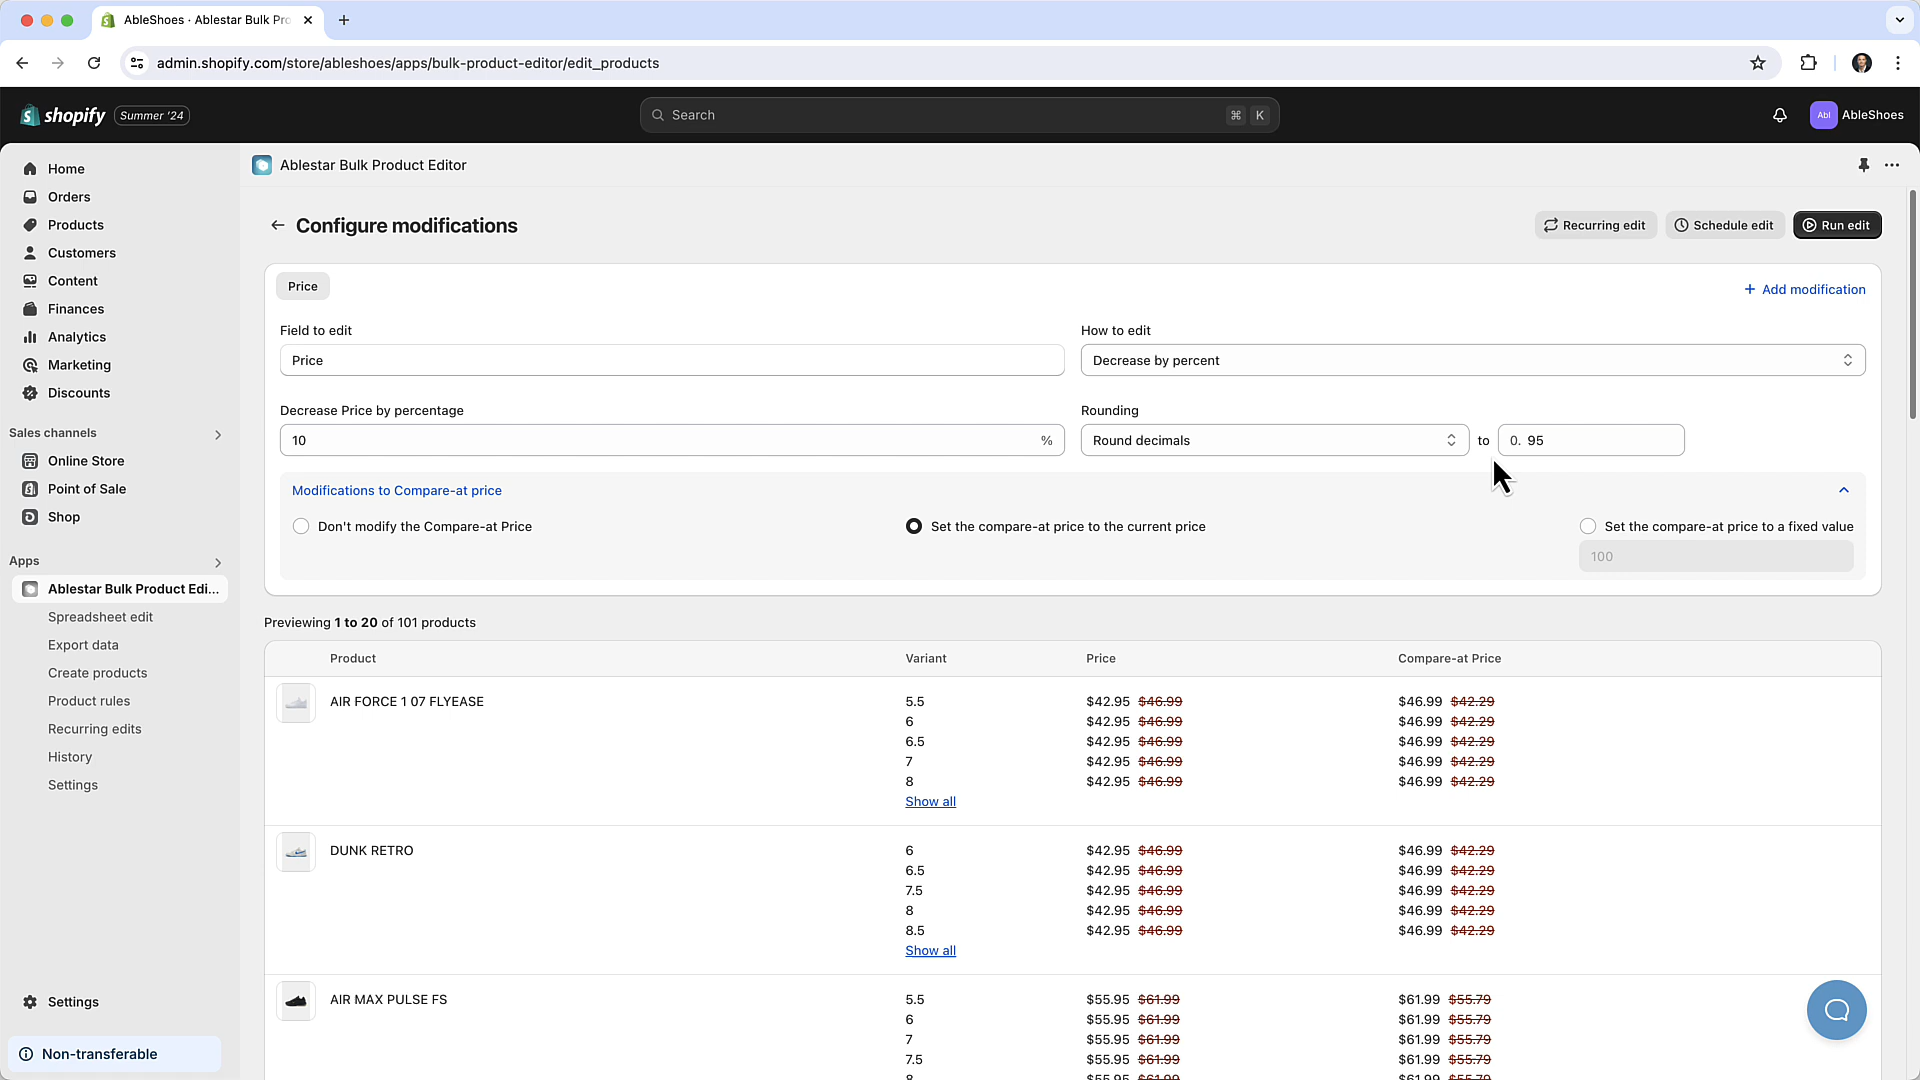 AbleShoes · Ablestar Bulk Pro
admin.shopify.com/store/ableshoes/apps/bulk-product-editor/edit_products
shopify Summer '24
Search ⌘ K
Abl AbleShoes
Home
Orders
Products
Customers
Content
Finances
Analytics
Marketing
Discounts
Sales channels
Online Store
Point of Sale
Shop
Apps
Ablestar Bulk Product Edi...
Spreadsheet edit
Export data
Create products
Product rules
Recurring edits
History
Settings
Settings
Non-transferable
Ablestar Bulk Product Editor
Configure modifications
Recurring edit
Schedule edit
Run edit
Price
+ Add modification
Field to edit
Price
How to edit
Decrease by percent
Decrease Price by percentage
10 %
Rounding
Round decimals to 0. 95
Modifications to Compare-at price
Don't modify the Compare-at Price
Set the compare-at price to the current price
Set the compare-at price to a fixed value
100
Previewing 1 to 20 of 101 products
Product Variant Price Compare-at Price
AIR FORCE 1 07 FLYEASE 5.5 $42.95 $46.99 $46.99 $42.29
6 $42.95 $46.99 $46.99 $42.29
6.5 $42.95 $46.99 $46.99 $42.29
7 $42.95 $46.99 $46.99 $42.29
8 $42.95 $46.99 $46.99 $42.29
Show all
DUNK RETRO 6 $42.95 $46.99 $46.99 $42.29
6.5 $42.95 $46.99 $46.99 $42.29
7.5 $42.95 $46.99 $46.99 $42.29
8 $42.95 $46.99 $46.99 $42.29
8.5 $42.95 $46.99 $46.99 $42.29
Show all
AIR MAX PULSE FS 5.5 $55.95 $61.99 $61.99 $55.79
6 $55.95 $61.99 $61.99 $55.79
7 $55.95 $61.99 $61.99 $55.79
7.5 $55.95 $61.99 $61.99 $55.79
8 $55.95 $61.99 $61.99 $55.79